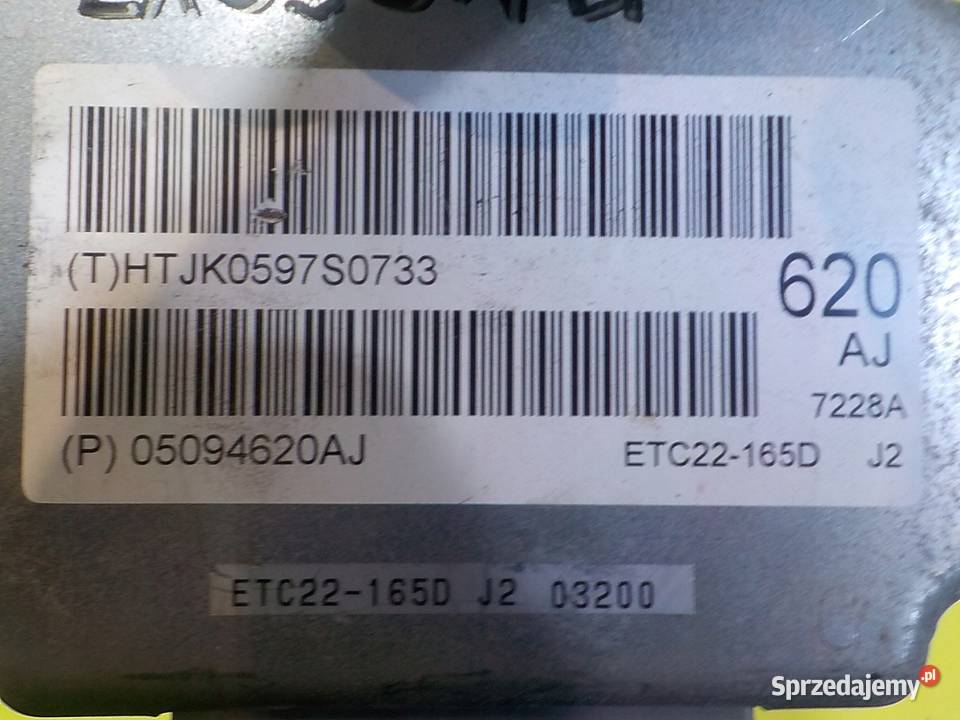 (T)HTJK0597S0733
620
AJ
7228A
(P) 05094620AJ
ETC22-165D J2
ETC22-165D J2 03200
Sprzedajemy.pl